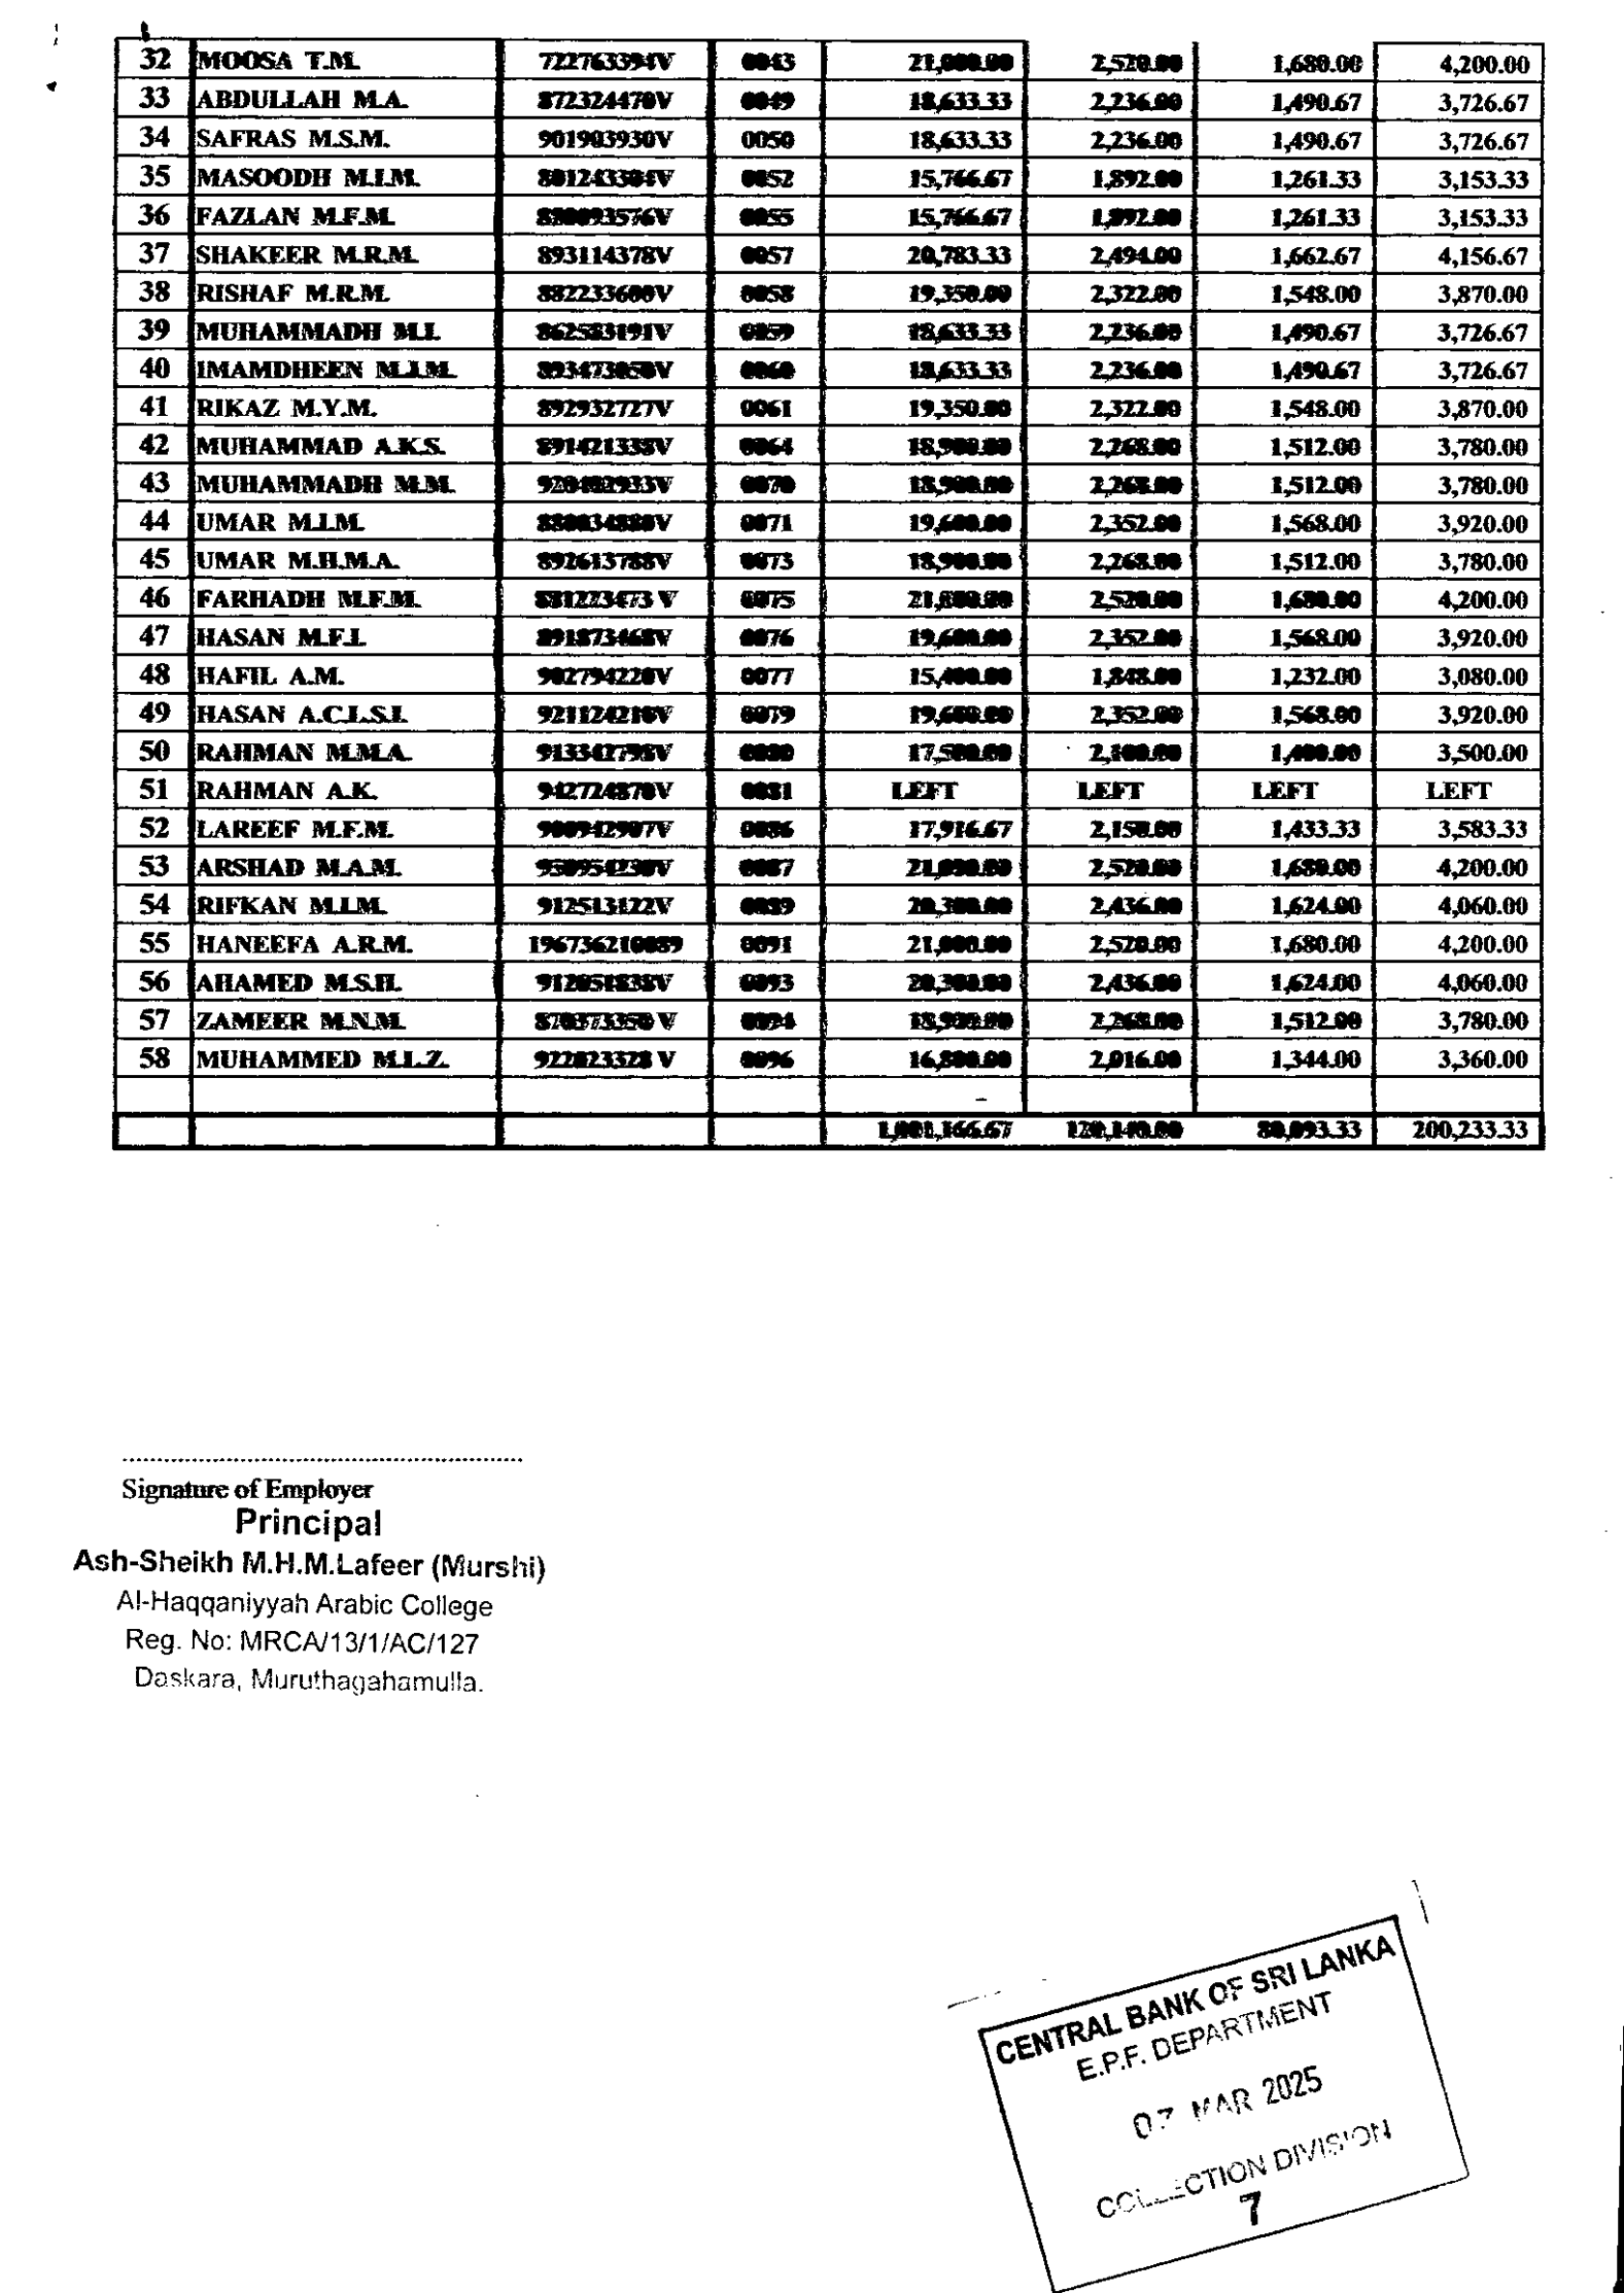 32 MOOSA T.M. 722763394V 0043 21,000.00 2,520.00 1,680.00 4,200.00
33 ABDULLAH M.A. 872324470V 0049 18,633.33 2,236.00 1,490.67 3,726.67
34 SAFRAS M.S.M. 901903930V 0050 18,633.33 2,236.00 1,490.67 3,726.67
35 MASOODH M.I.M. 0052 15,766.67 1,892.00 1,261.33 3,153.33
36 FAZLAN M.F.M. 0055 15,766.67 1,892.00 1,261.33 3,153.33
37 SHAKEER M.R.M. 893114378V 0057 20,783.33 2,494.00 1,662.67 4,156.67
38 RISHAF M.R.M. 882233600V 0058 19,350.00 2,322.00 1,548.00 3,870.00
39 MUHAMMADH M.I. 862583191V 0059 18,633.33 2,236.00 1,490.67 3,726.67
40 IMAMDHEEN M.J.M. 893473050V 0060 18,633.33 2,236.00 1,490.67 3,726.67
41 RIKAZ M.Y.M. 892932727V 0061 19,350.00 2,322.00 1,548.00 3,870.00
42 MUHAMMAD A.K.S. 891421338V 0064 18,900.00 2,268.00 1,512.00 3,780.00
43 MUHAMMADH M.M. 0070 18,900.00 2,268.00 1,512.00 3,780.00
44 UMAR M.I.M. 0071 19,600.00 2,352.00 1,568.00 3,920.00
45 UMAR M.H.M.A. 892613788V 0073 18,900.00 2,268.00 1,512.00 3,780.00
46 FARHADH M.F.M. 881223473 V 0075 21,000.00 2,520.00 1,680.00 4,200.00
47 HASAN M.F.I. 891873468V 0076 19,600.00 2,352.00 1,568.00 3,920.00
48 HAFIL A.M. 902794220V 0077 15,400.00 1,848.00 1,232.00 3,080.00
49 HASAN A.C.L.S.I. 921124210V 0079 19,600.00 2,352.00 1,568.00 3,920.00
50 RAHMAN M.M.A. 913342798V 0080 17,500.00 2,100.00 1,400.00 3,500.00
51 RAHMAN A.K. 942724870V 0081 LEFT LEFT LEFT LEFT
52 LAREEF M.F.M. 900942907V 0086 17,916.67 2,150.00 1,433.33 3,583.33
53 ARSHAD M.A.M. 950954230V 0087 21,000.00 2,520.00 1,680.00 4,200.00
54 RIFKAN M.I.M. 912513122V 0089 20,300.00 2,436.00 1,624.00 4,060.00
55 HANEEFA A.R.M. 196736210089 0091 21,000.00 2,520.00 1,680.00 4,200.00
56 AHAMED M.S.H. 912051838V 0093 20,300.00 2,436.00 1,624.00 4,060.00
57 ZAMEER M.N.M. 870373350 V 0094 18,900.00 2,268.00 1,512.00 3,780.00
58 MUHAMMED M.I.Z. 922823328 V 0096 16,800.00 2,016.00 1,344.00 3,360.00
1,001,166.67 120,140.00 80,093.33 200,233.33
Signature of Employer
Principal
Ash-Sheikh M.H.M.Lafeer (Murshi)
Al-Haqqaniyyah Arabic College
Reg. No: MRCA/13/1/AC/127
Daskara, Muruthagahamulla.
CENTRAL BANK OF SRI LANKA
E.P.F. DEPARTMENT
07 MAR 2025
COLLECTION DIVISION
7